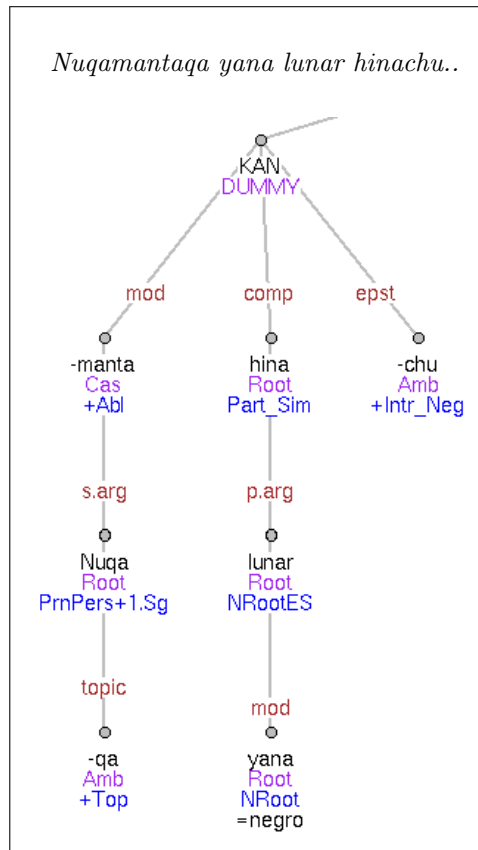 Nuqamantaqa yana lunar hinachu..
KAN
DUMMY
mod comp epst
-manta hina -chu
Cas Root Amb
+Abl Part_Sim +Intr_Neg
s.arg p.arg
Nuqa lunar
Root Root
PrnPers+1.Sg NRootES
topic mod
-qa yana
Amb Root
+Top NRoot
=negro